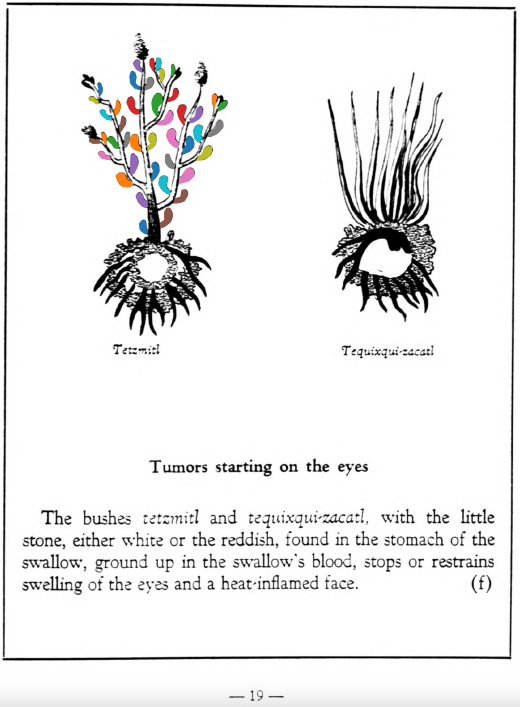 Tetzmitl
Tequixqui-zacatl
Tumors starting on the eyes
The bushes tetzmitl and tequixqui-zacatl, with the little
stone, either white or the reddish, found in the stomach of the
swallow, ground up in the swallow's blood, stops or restrains
swelling of the eyes and a heat-inflamed face. (f)
— 19 —